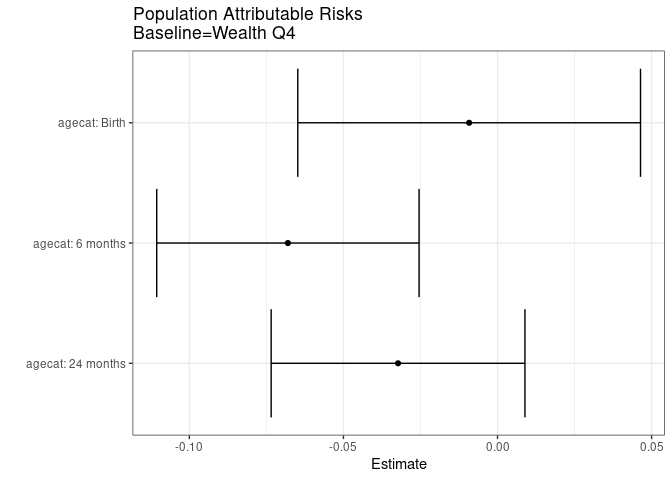 Population Attributable Risks
Baseline=Wealth Q4
agecat: Birth
agecat: 6 months
agecat: 24 months
-0.10 -0.05 0.00 0.05
Estimate